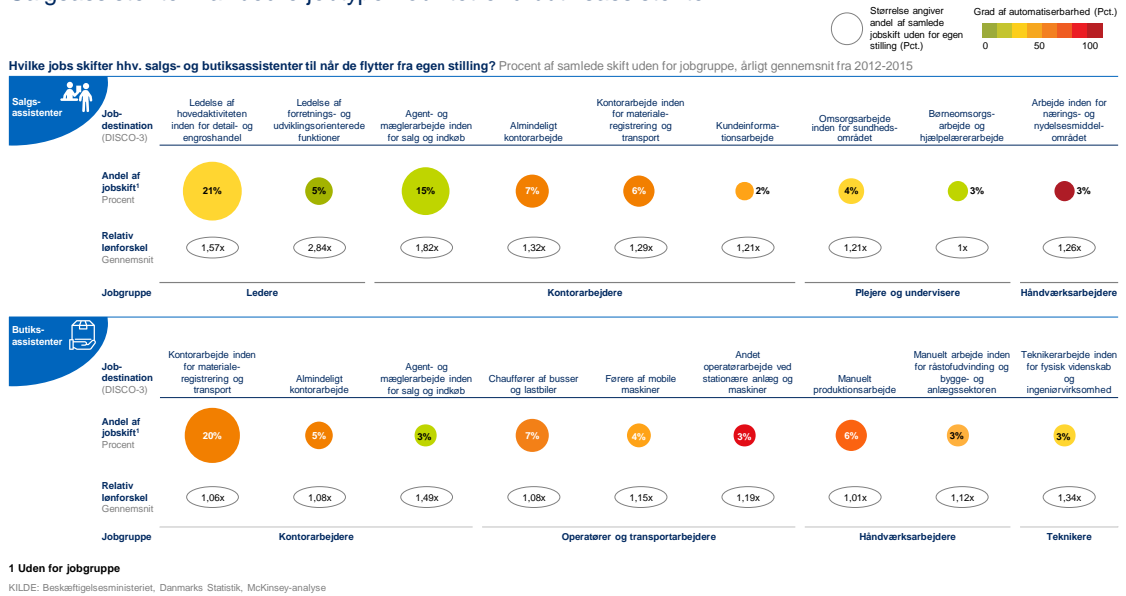 Størrelse angiver
andel af samlede
jobskift uden for egen
stilling (Pct.)
Grad af automatiserbarhed (Pct.)
0 50 100
Hvilke jobs skifter hhv. salgs- og butiksassistenter til når de flytter fra egen stilling? Procent af samlede skift uden for jobgruppe, årligt gennemsnit fra 2012-2015
Salgs-
assistenter
Job-
destination
(DISCO-3)
Ledelse af
hovedaktiviteten
inden for detail- og
engroshandel
Ledelse af
forretnings- og
udviklingsorienterede
funktioner
Agent- og
mæglerarbejde inden
for salg og indkøb
Almindeligt
kontorarbejde
Kontorarbejde inden
for materiale-
registrering og
transport
Kundeinforma-
tionsarbejde
Omsorgsarbejde
inden for sundheds-
området
Børneomsorgs-
arbejde og
hjælpelærerarbejde
Arbejde inden for
nærings- og
nydelsesmiddel-
området
Andel af
jobskift¹
Procent
21% 5% 15% 7% 6% 2% 4% 3% 3%
Relativ
lønforskel
Gennemsnit
1,57x 2,84x 1,82x 1,32x 1,29x 1,21x 1,21x 1x 1,26x
Jobgruppe Ledere Kontorarbejdere Plejere og undervisere Håndværksarbejdere
Butiks-
assistenter
Job-
destination
(DISCO-3)
Kontorarbejde inden
for materiale-
registrering og
transport
Almindeligt
kontorarbejde
Agent- og
mæglerarbejde inden
for salg og indkøb
Chauffører af busser
og lastbiler
Førere af mobile
maskiner
Andet
operatørarbejde ved
stationære anlæg og
maskiner
Manuelt
produktionsarbejde
Manuelt arbejde inden
for råstofudvinding og
bygge- og
anlægssektoren
Teknikerarbejde inden
for fysisk videnskab
og
ingeniørvirksomhed
Andel af
jobskift¹
Procent
20% 5% 3% 7% 4% 3% 6% 3% 3%
Relativ
lønforskel
Gennemsnit
1,06x 1,08x 1,49x 1,08x 1,15x 1,19x 1,01x 1,12x 1,34x
Jobgruppe Kontorarbejdere Operatører og transportarbejdere Håndværksarbejdere Teknikere
1 Uden for jobgruppe
KILDE: Beskæftigelsesministeriet, Danmarks Statistik, McKinsey-analyse